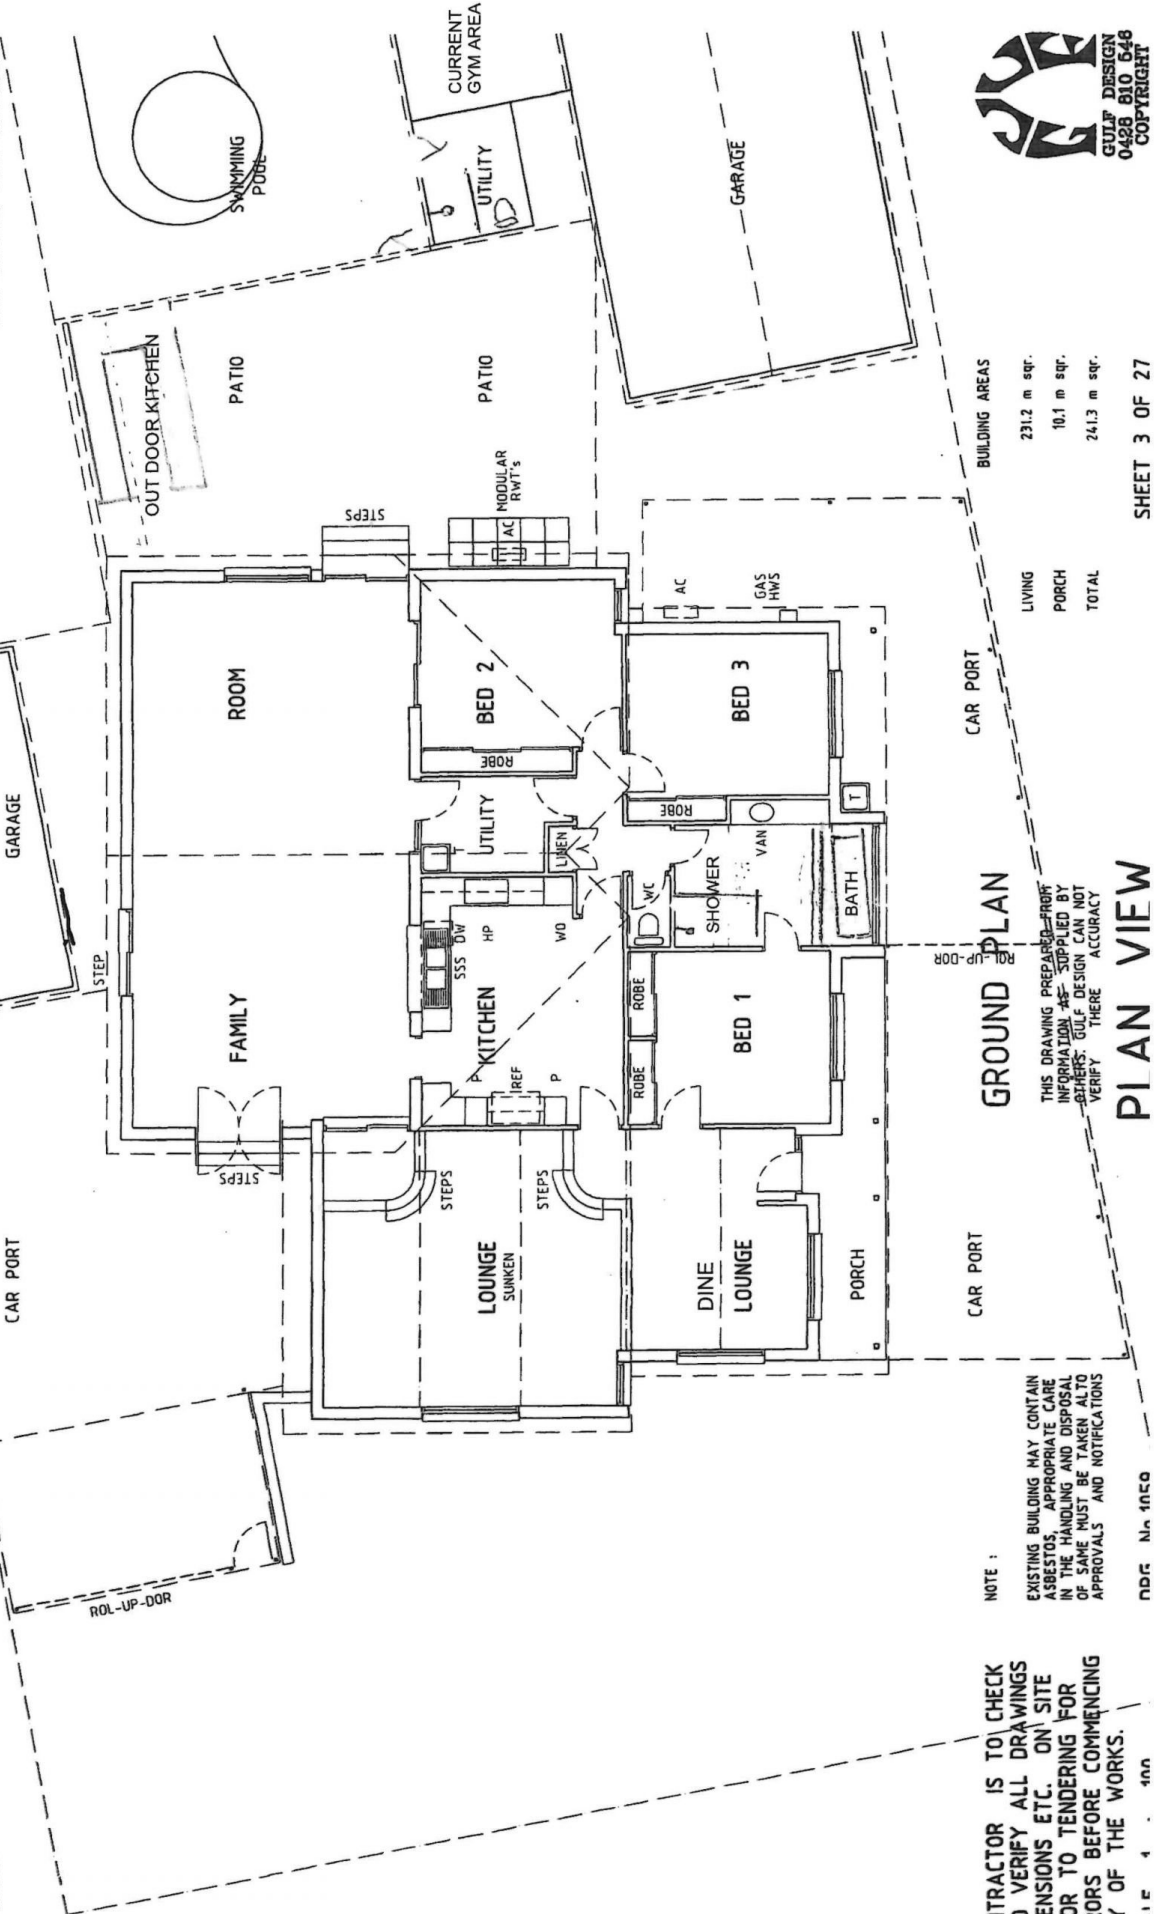 CAR PORT
GARAGE
SWIMMING
POOL
CURRENT
GYM AREA
ROL-UP-DOR
STEP
OUT DOOR KITCHEN
UTILITY
STEPS
FAMILY
ROOM
PATIO
STEPS
GARAGE
STEPS
LOUNGE
SUNKEN
STEPS
P
REF
P
KITCHEN
SSS
DW
HP
WO
UTILITY
LINEN
ROBE
BED 2
AC
MODULAR
RWT's
PATIO
DINE
LOUNGE
ROBE
ROBE
BED 1
WC
SHOWER
VAN
ROBE
BED 3
AC
GAS
HWS
PORCH
BATH
T
CAR PORT
ROL-UP-DOR
CAR PORT
NOTE :
EXISTING BUILDING MAY CONTAIN
ASBESTOS, APPROPRIATE CARE
IN THE HANDLING AND DISPOSAL
OF SAME MUST BE TAKEN ALTO
APPROVALS AND NOTIFICATIONS
GROUND PLAN
THIS DRAWING PREPARED FROM
INFORMATION AS SUPPLIED BY
OTHERS. GULF DESIGN CAN NOT
VERIFY THERE ACCURACY
PLAN VIEW
BUILDING AREAS
LIVING 231.2 m sqr.
PORCH 10.1 m sqr.
TOTAL 241.3 m sqr.
SHEET 3 OF 27
GULF DESIGN
0428 810 546
COPYRIGHT
NTRACTOR IS TO CHECK
VERIFY ALL DRAWINGS
ENSIONS ETC. ON SITE
OR TO TENDERING FOR
ORS BEFORE COMMENCING
Y OF THE WORKS.